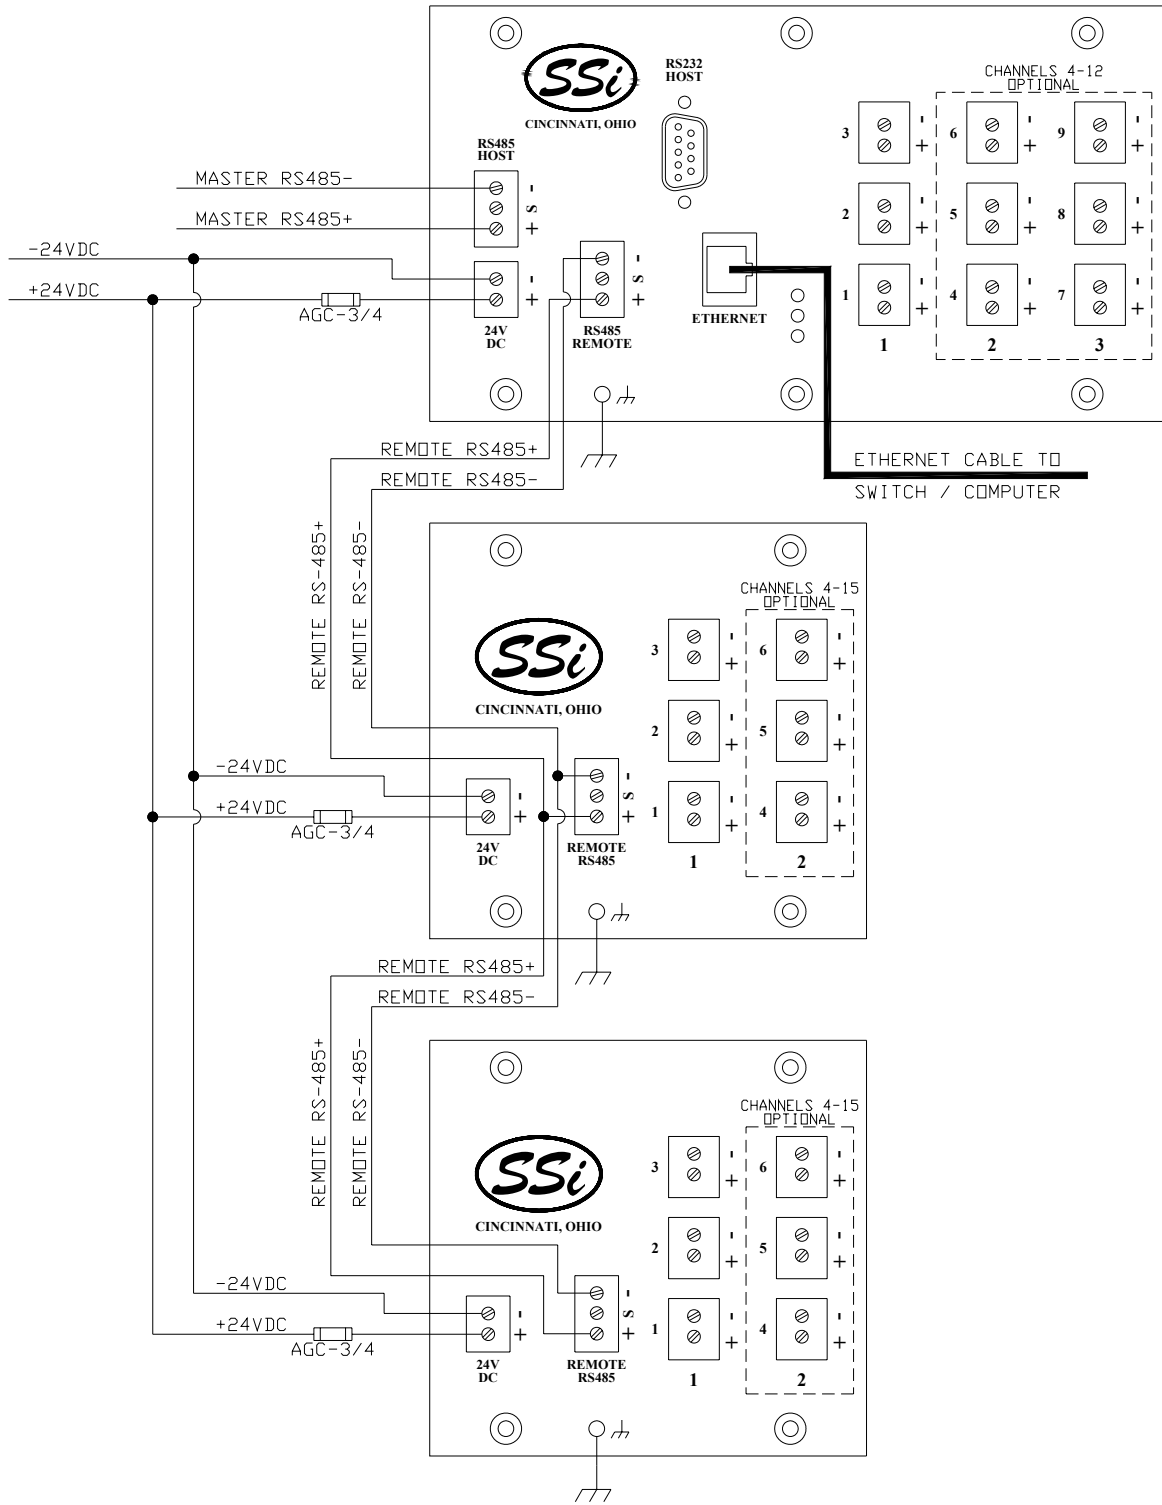 SSi
CINCINNATI, OHIO
RS232
HOST
CHANNELS 4-12
OPTIONAL
RS485
HOST
MASTER RS485-
MASTER RS485+
- S +
-24VDC
+24VDC
AGC-3/4
- +
24V
DC
- S +
RS485
REMOTE
ETHERNET
3 - +
6 - +
9 - +
2 - +
5 - +
8 - +
1 - +
4 - +
7 - +
1
2
3
REMOTE RS485+
REMOTE RS485-
ETHERNET CABLE TO
SWITCH / COMPUTER
REMOTE RS-485+
REMOTE RS-485-
CHANNELS 4-15
OPTIONAL
SSi
CINCINNATI, OHIO
3 - +
6 - +
2 - +
5 - +
1 - +
4 - +
-24VDC
+24VDC
AGC-3/4
- +
24V
DC
- S +
REMOTE
RS485
1
2
REMOTE RS485+
REMOTE RS485-
REMOTE RS-485+
REMOTE RS-485-
CHANNELS 4-15
OPTIONAL
SSi
CINCINNATI, OHIO
3 - +
6 - +
2 - +
5 - +
1 - +
4 - +
-24VDC
+24VDC
AGC-3/4
- +
24V
DC
- S +
REMOTE
RS485
1
2